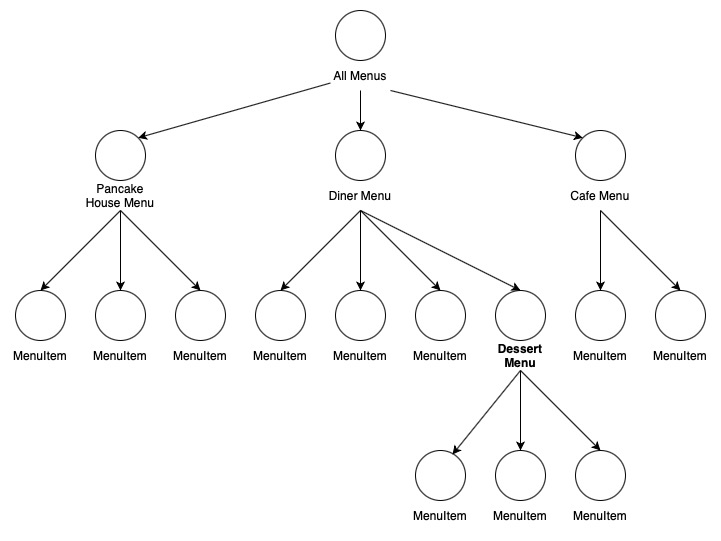 All Menus
Pancake
House Menu
Diner Menu
Cafe Menu
MenuItem
MenuItem
MenuItem
MenuItem
MenuItem
MenuItem
Dessert
Menu
MenuItem
MenuItem
MenuItem
MenuItem
MenuItem